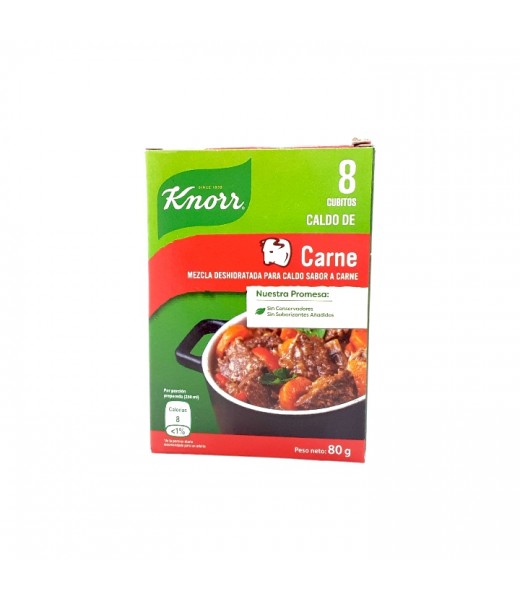 SINCE 1838
Knorr
8
CUBITOS
CALDO DE
Carne
MEZCLA DESHIDRATADA PARA CALDO SABOR A CARNE
Nuestra Promesa:
Sin Conservadores
Sin Saborizantes Añadidos
Por porción
preparada (250 ml)
Calorías
8
<1%
Peso neto: 80 g